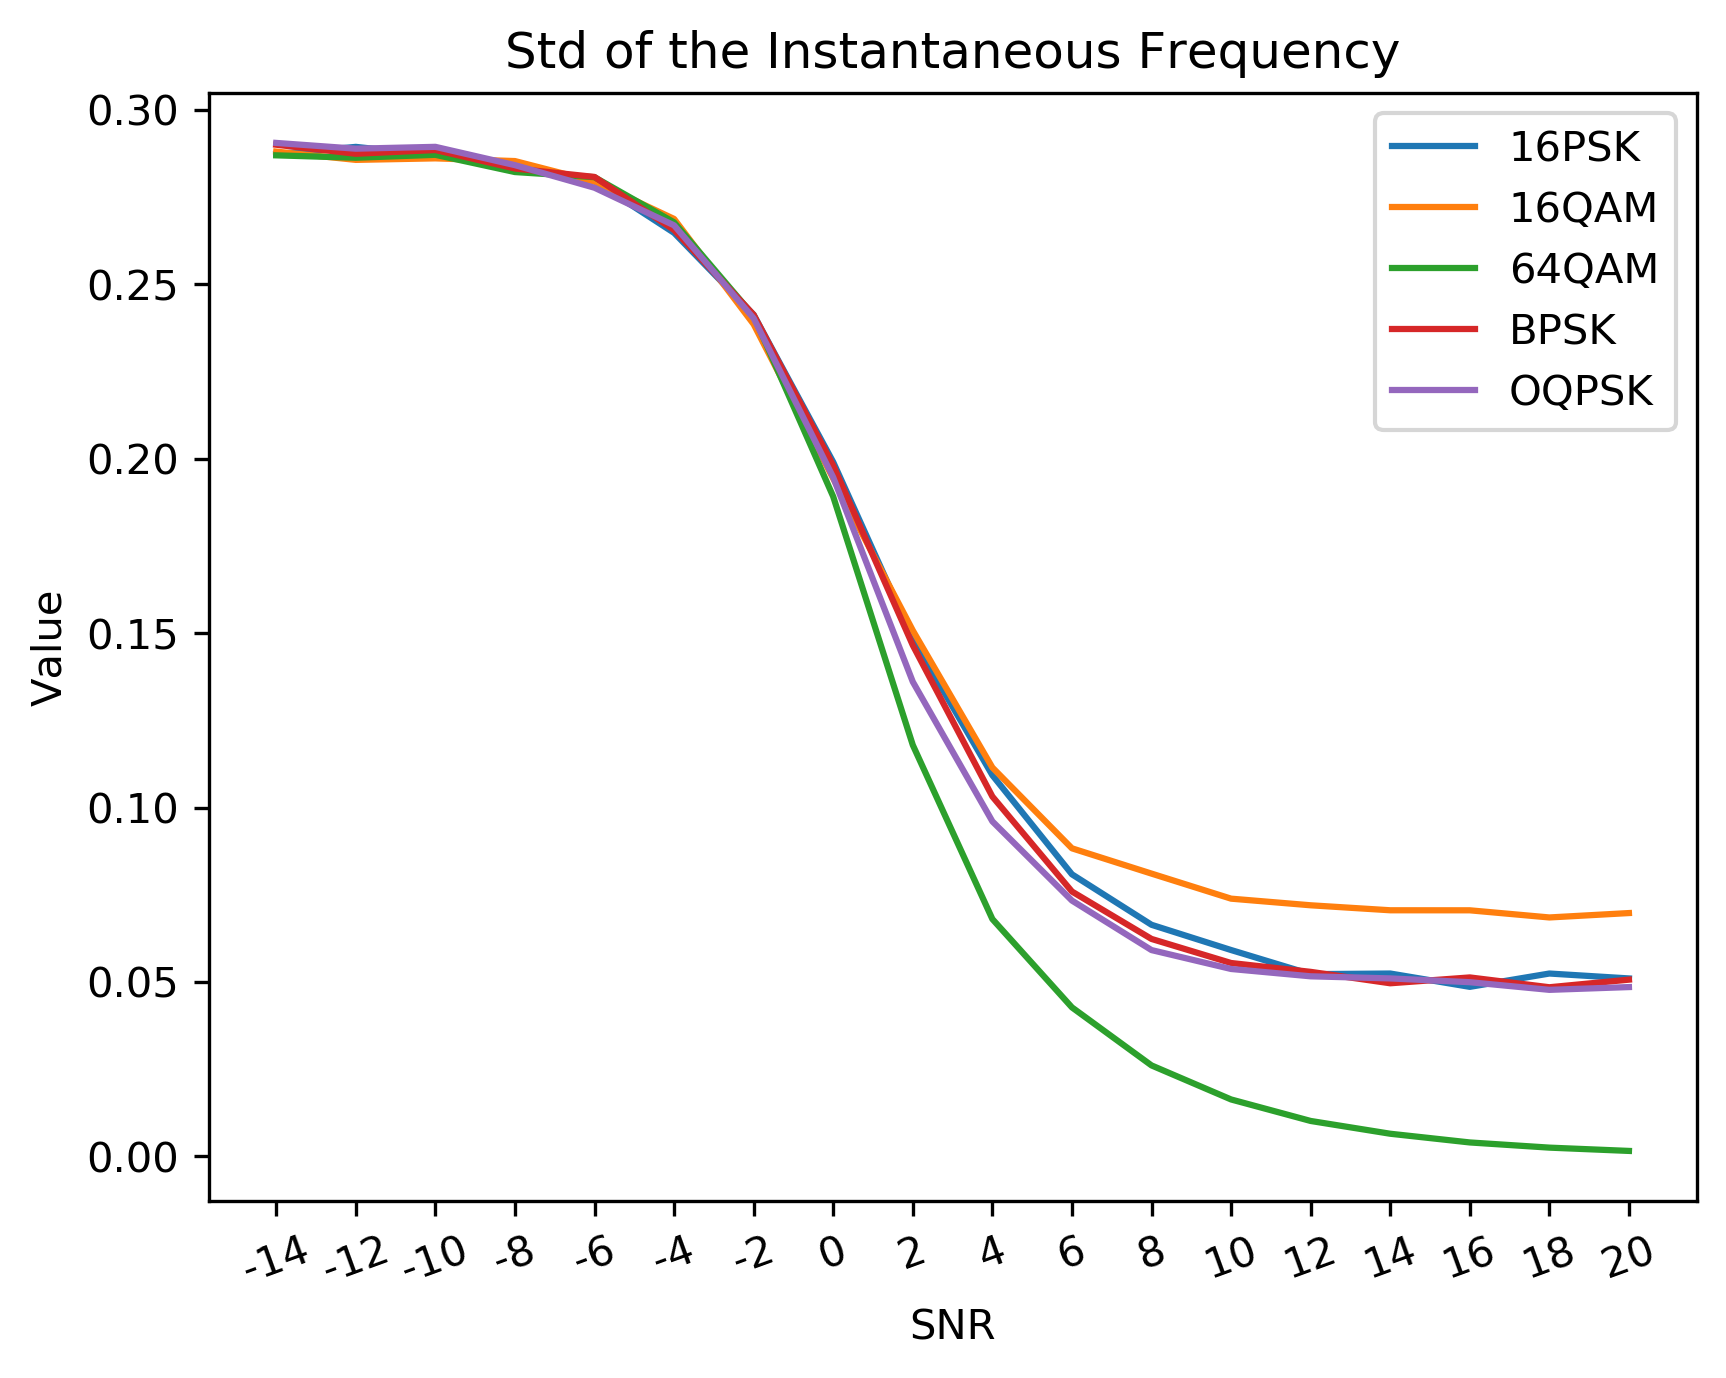 Std of the Instantaneous Frequency
0.30
0.25
0.20
0.15
0.10
0.05
0.00
Value
16PSK
16QAM
64QAM
BPSK
OQPSK
-14 -12 -10 -8 -6 -4 -2 0 2 4 6 8 10 12 14 16 18 20
SNR